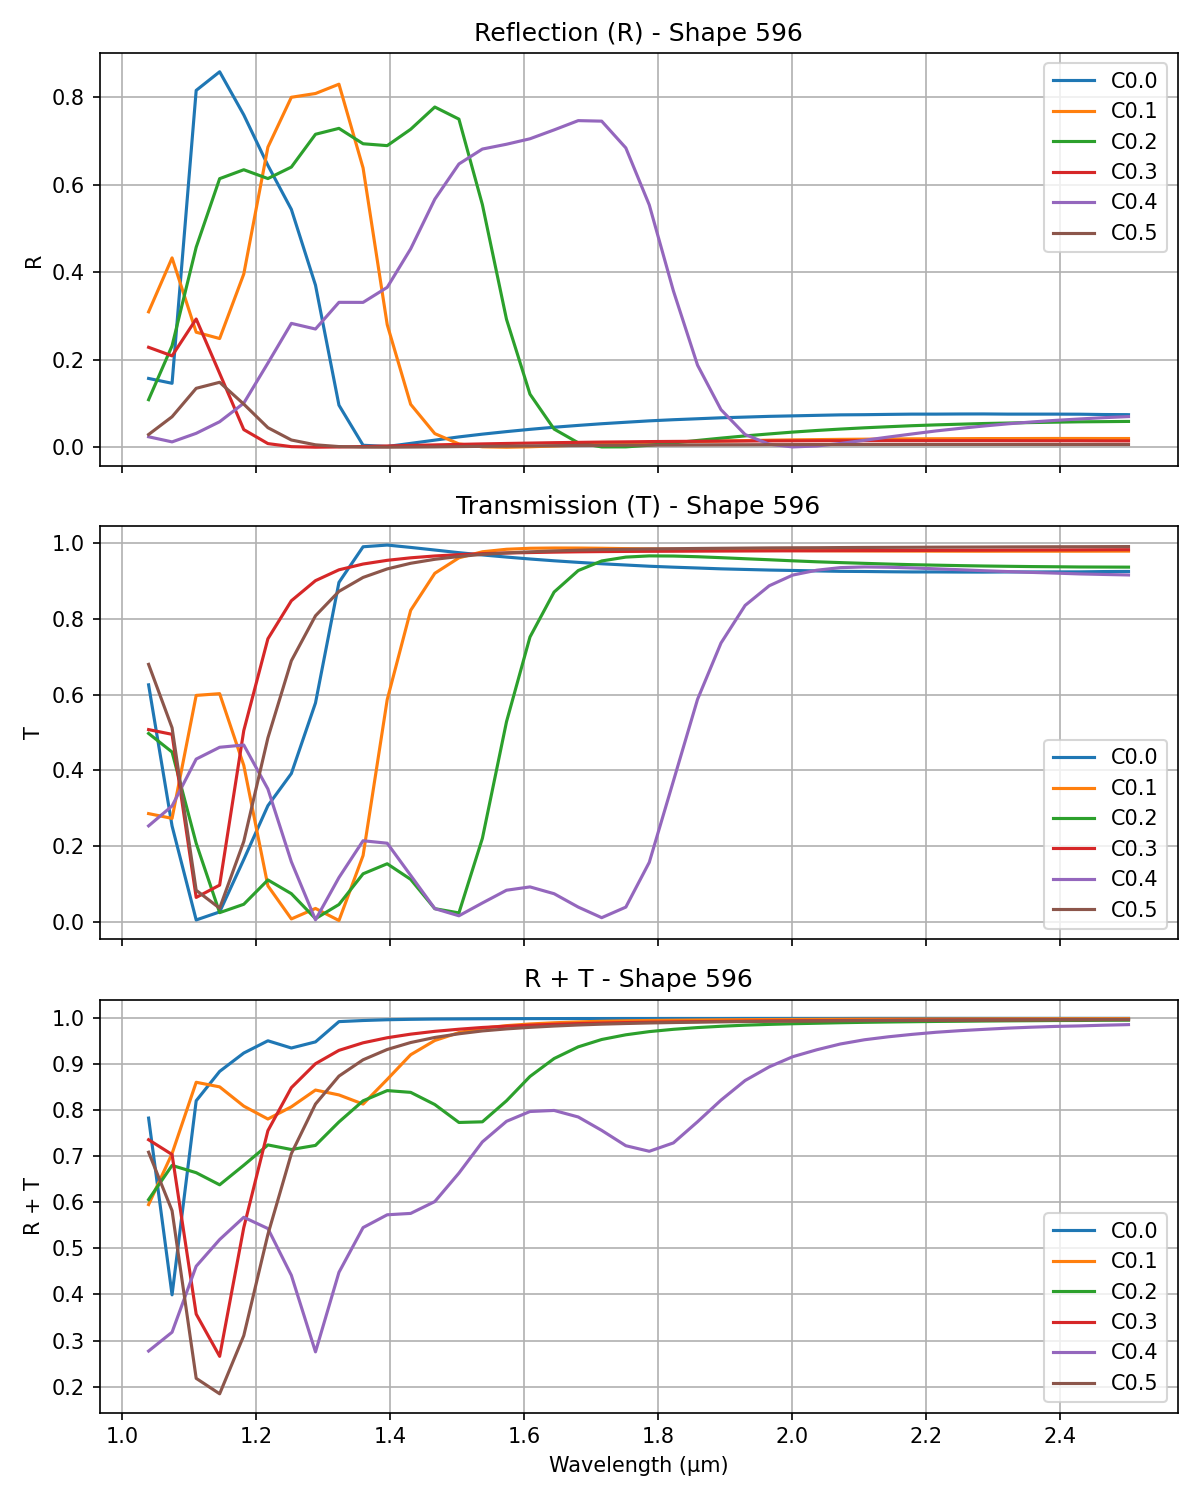 Reflection (R) - Shape 596
R
0.8
0.6
0.4
0.2
0.0
C0.0
C0.1
C0.2
C0.3
C0.4
C0.5
Transmission (T) - Shape 596
T
1.0
0.8
0.6
0.4
0.2
0.0
C0.0
C0.1
C0.2
C0.3
C0.4
C0.5
R + T - Shape 596
R + T
1.0
0.9
0.8
0.7
0.6
0.5
0.4
0.3
0.2
C0.0
C0.1
C0.2
C0.3
C0.4
C0.5
1.0 1.2 1.4 1.6 1.8 2.0 2.2 2.4
Wavelength (μm)